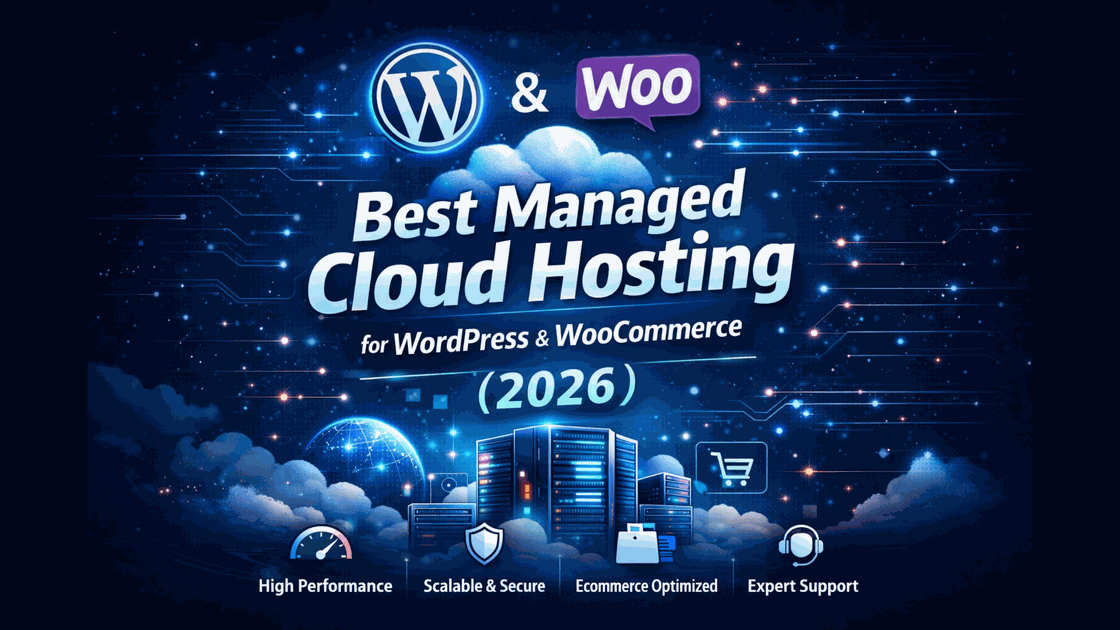 W & Woo
Best Managed
Cloud Hosting
for WordPress & WooCommerce
(2026)
High Performance
Scalable & Secure
Ecommerce Optimized
Expert Support